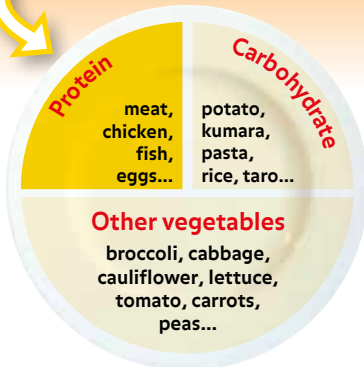 Protein
meat,
chicken,
fish,
eggs...
Carbohydrate
potato,
kumara,
pasta,
rice, taro...
Other vegetables
broccoli, cabbage,
cauliflower, lettuce,
tomato, carrots,
peas...